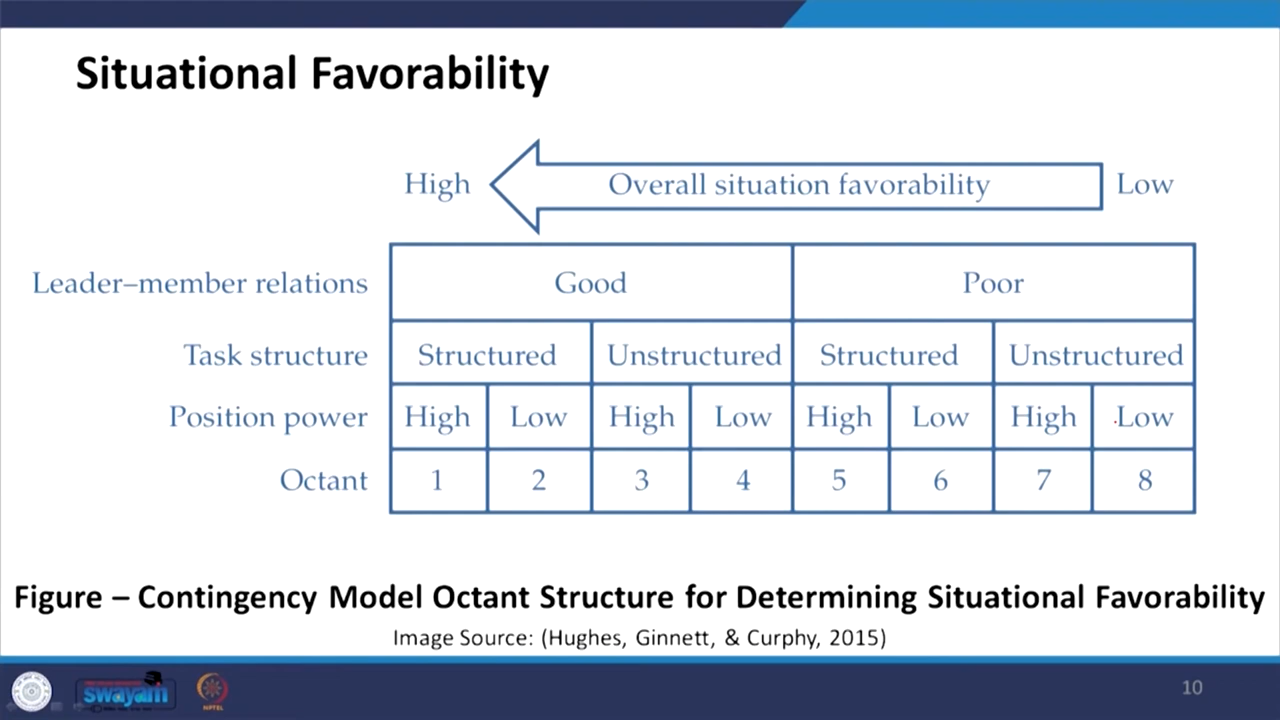 Situational Favorability
High Overall situation favorability Low
Leader–member relations Good Poor
Task structure Structured Unstructured Structured Unstructured
Position power High Low High Low High Low High Low
Octant 1 2 3 4 5 6 7 8
Figure – Contingency Model Octant Structure for Determining Situational Favorability
Image Source: (Hughes, Ginnett, & Curphy, 2015)
swayam
NPTEL
10